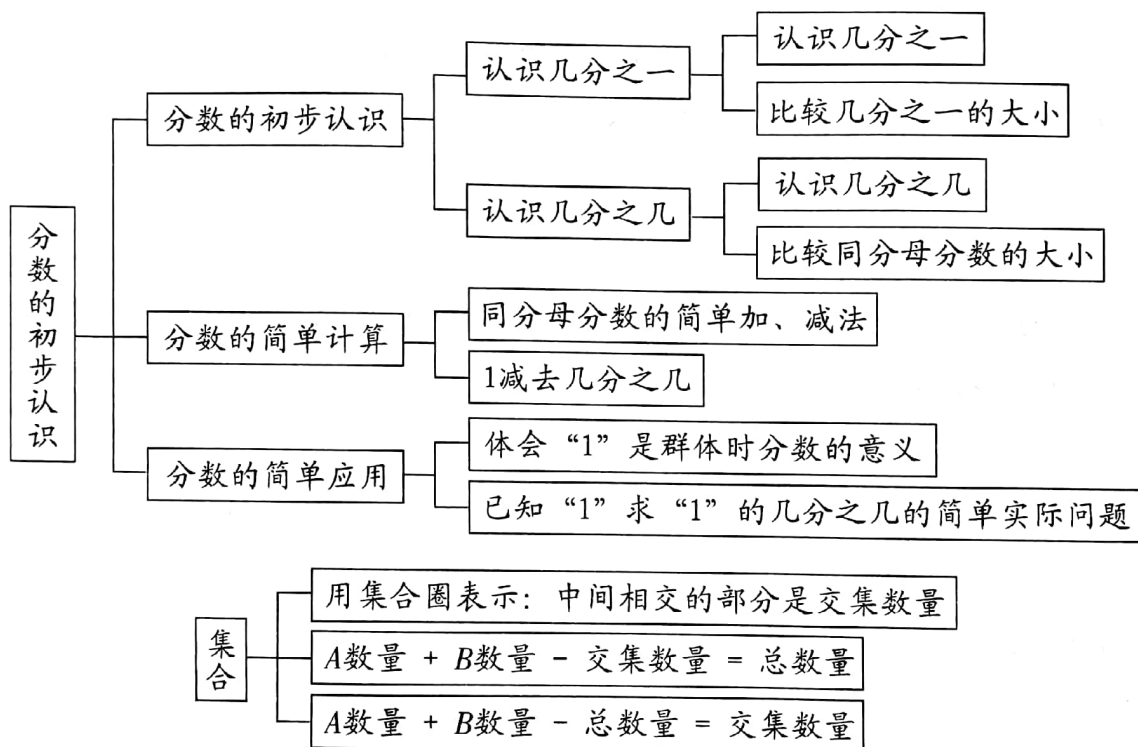 分数的初步认识
分数的初步认识
认识几分之一
认识几分之一
比较几分之一的大小
认识几分之几
认识几分之几
比较同分母分数的大小
分数的简单计算
同分母分数的简单加、减法
1减去几分之几
分数的简单应用
体会“1”是群体时分数的意义
已知“1”求“1”的几分之几的简单实际问题
集合
用集合圈表示：中间相交的部分是交集数量
A数量 + B数量 - 交集数量 = 总数量
A数量 + B数量 - 总数量 = 交集数量